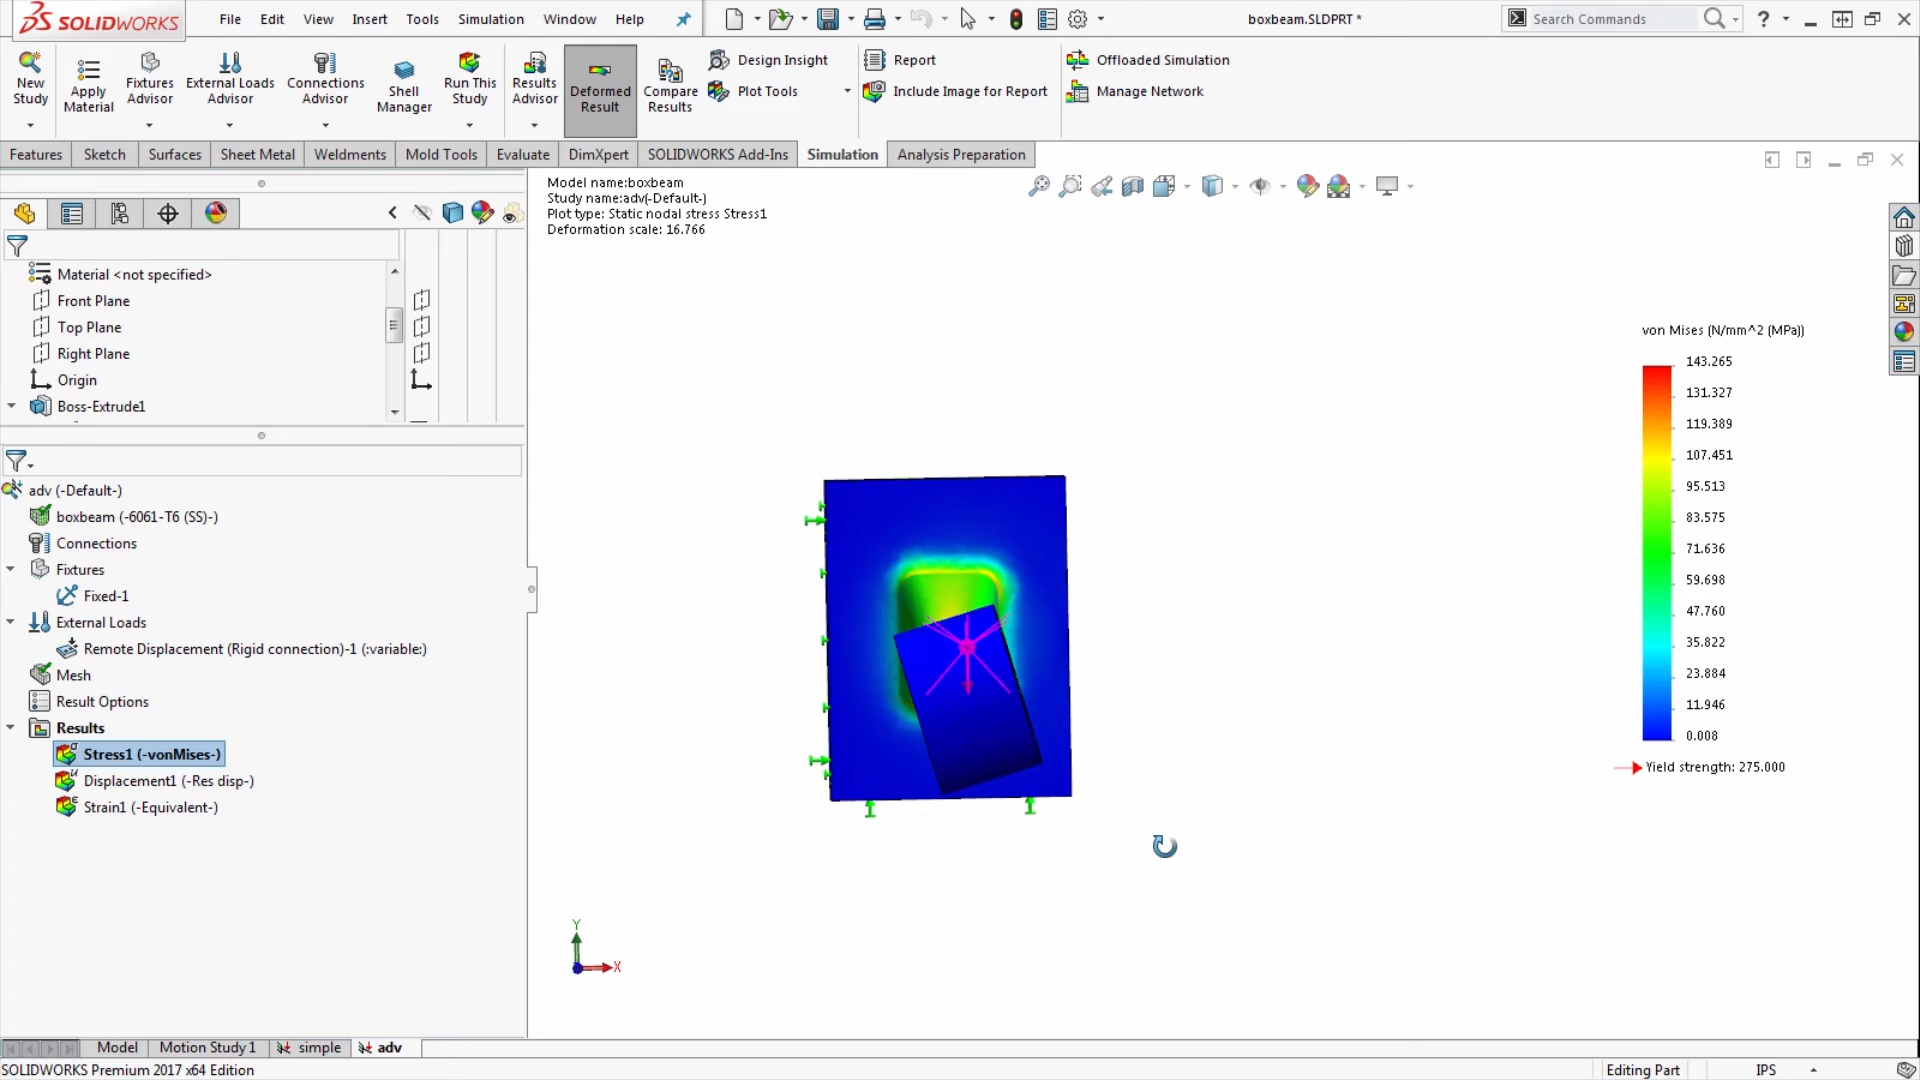 SOLIDWORKS
File Edit View Insert Tools Simulation Window Help
boxbeam.SLDPRT *
Search Commands
?
New Study
Apply Material
Fixtures Advisor
External Loads Advisor
Connections Advisor
Shell Manager
Run This Study
Results Advisor
Deformed Result
Compare Results
Design Insight
Plot Tools
Report
Include Image for Report
Offloaded Simulation
Manage Network
Features Sketch Surfaces Sheet Metal Weldments Mold Tools Evaluate DimXpert SOLIDWORKS Add-Ins Simulation Analysis Preparation
Model name:boxbeam
Study name:adv(-Default-)
Plot type: Static nodal stress Stress1
Deformation scale: 16.766
Material <not specified>
Front Plane
Top Plane
Right Plane
Origin
Boss-Extrude1
adv (-Default-)
boxbeam (-6061-T6 (SS)-)
Connections
Fixtures
Fixed-1
External Loads
Remote Displacement (Rigid connection)-1 (:variable:)
Mesh
Result Options
Results
Stress1 (-vonMises-)
Displacement1 (-Res disp-)
Strain1 (-Equivalent-)
von Mises (N/mm^2 (MPa))
143.265
131.327
119.389
107.451
95.513
83.575
71.636
59.698
47.760
35.822
23.884
11.946
0.008
Yield strength: 275.000
Y
X
Model Motion Study 1 simple adv
SOLIDWORKS Premium 2017 x64 Edition
Editing Part
IPS